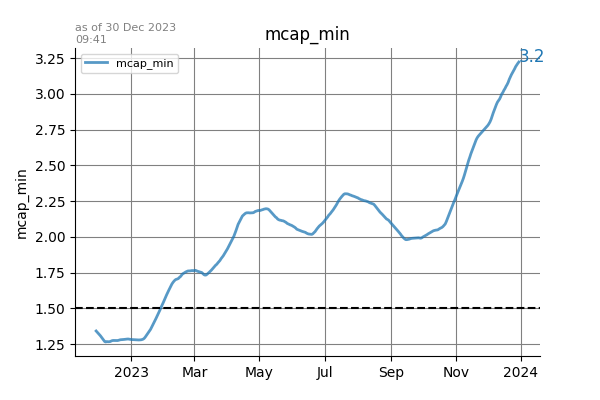 as of 30 Dec 2023
09:41
mcap_min
mcap_min
3.2
3.25
3.00
2.75
2.50
2.25
2.00
1.75
1.50
1.25
mcap_min
2023
Mar
May
Jul
Sep
Nov
2024